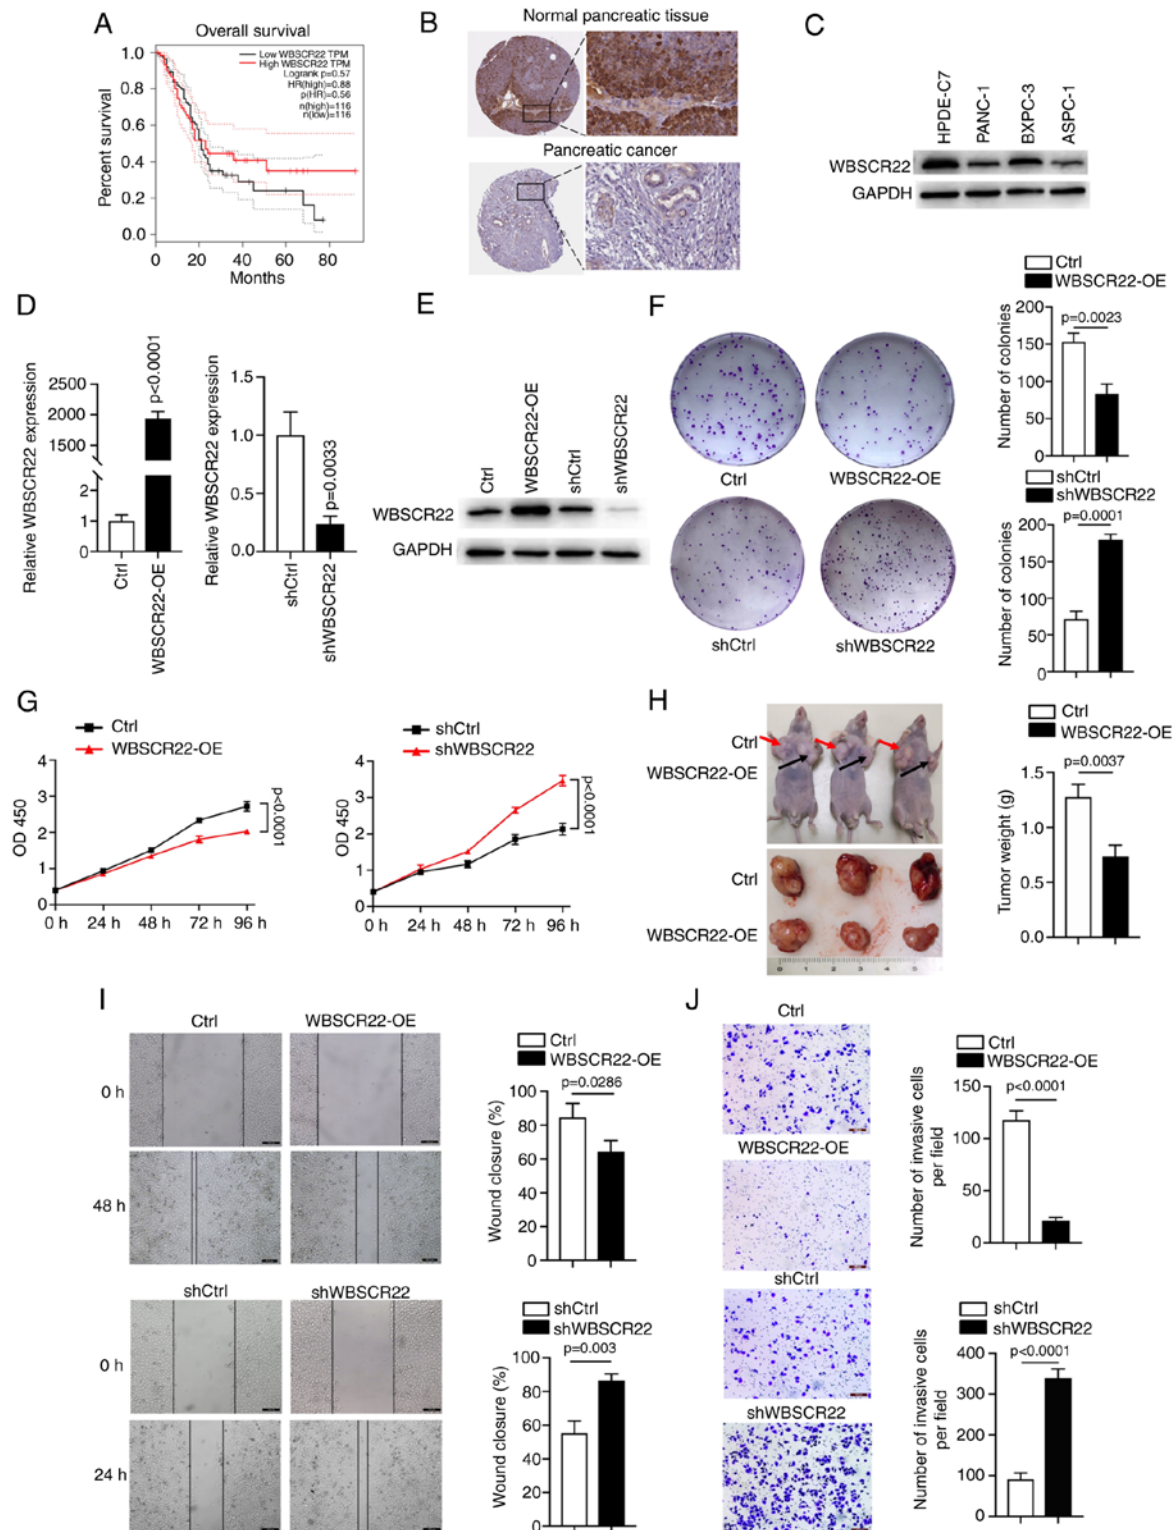 A
Overall survival
Low WBSCR22 TPM
High WBSCR22 TPM
Logrank p=0.57
HR(high)=0.88
p(HR)=0.56
n(high)=116
n(low)=116
Percent survival
1.0
0.8
0.6
0.4
0.2
0.0
0 20 40 60 80
Months
B
Normal pancreatic tissue
Pancreatic cancer
C
HPDE-C7
PANC-1
BXPC-3
ASPC-1
WBSCR22
GAPDH
D
Relative WBSCR22 expression
2500
2000
1500
2
1
0
p<0.0001
Ctrl
WBSCR22-OE
Relative WBSCR22 expression
1.5
1.0
0.5
0.0
p=0.0033
shCtrl
shWBSCR22
E
Ctrl
WBSCR22-OE
shCtrl
shWBSCR22
WBSCR22
GAPDH
F
Ctrl
WBSCR22-OE
shCtrl
shWBSCR22
Ctrl
WBSCR22-OE
p=0.0023
Number of colonies
200
150
100
50
0
shCtrl
shWBSCR22
p=0.0001
Number of colonies
200
150
100
50
0
G
Ctrl
WBSCR22-OE
OD 450
4
3
2
1
0
0 h 24 h 48 h 72 h 96 h
p<0.0001
shCtrl
shWBSCR22
OD 450
4
3
2
1
0
0 h 24 h 48 h 72 h 96 h
p<0.0001
H
Ctrl
WBSCR22-OE
Ctrl
WBSCR22-OE
0 1 2 3 4 5
Ctrl
WBSCR22-OE
p=0.0037
Tumor weight (g)
1.5
1.0
0.5
0.0
I
Ctrl
WBSCR22-OE
0 h
48 h
shCtrl
shWBSCR22
0 h
24 h
Ctrl
WBSCR22-OE
p=0.0286
Wound closure (%)
100
80
60
40
20
0
shCtrl
shWBSCR22
p=0.003
Wound closure (%)
100
80
60
40
20
0
J
Ctrl
WBSCR22-OE
shCtrl
shWBSCR22
Ctrl
WBSCR22-OE
p<0.0001
Number of invasive cells
per field
150
100
50
0
shCtrl
shWBSCR22
p<0.0001
Number of invasive cells
per field
400
300
200
100
0